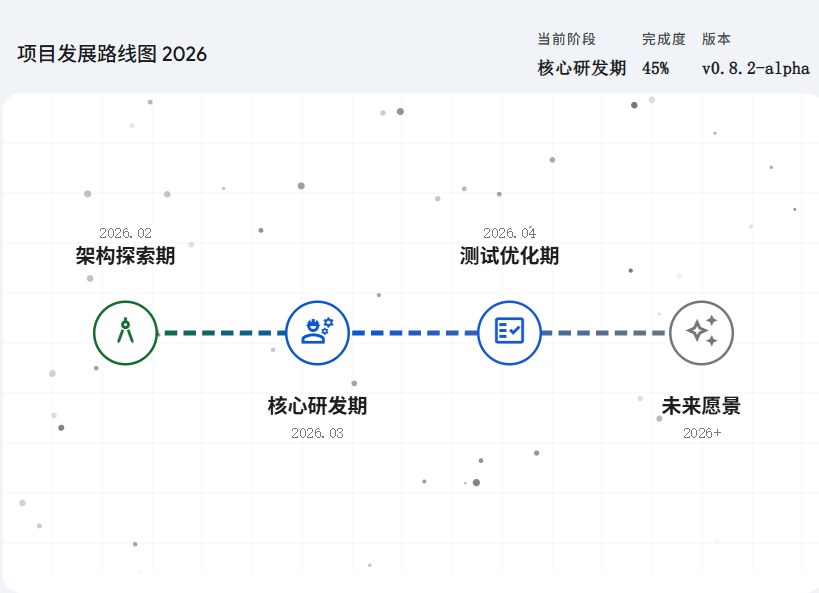 项目发展路线图 2026
当前阶段 完成度 版本
核心研发期 45% v0.8.2-alpha
2026.02
架构探索期
2026.04
测试优化期
核心研发期
2026.03
未来愿景
2026+